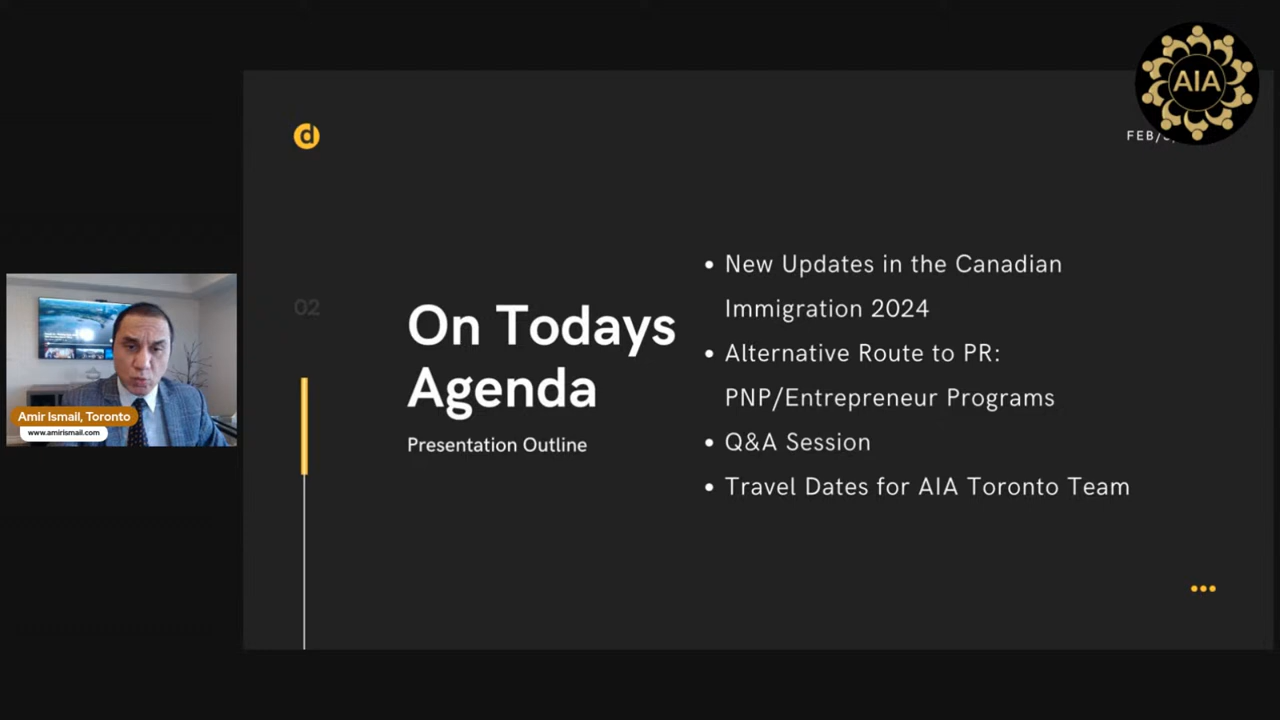 AIA
d
FEB/
02
On Todays
Agenda
Presentation Outline
• New Updates in the Canadian
Immigration 2024
• Alternative Route to PR:
PNP/Entrepreneur Programs
• Q&A Session
• Travel Dates for AIA Toronto Team
Amir Ismail, Toronto
www.amirismail.com